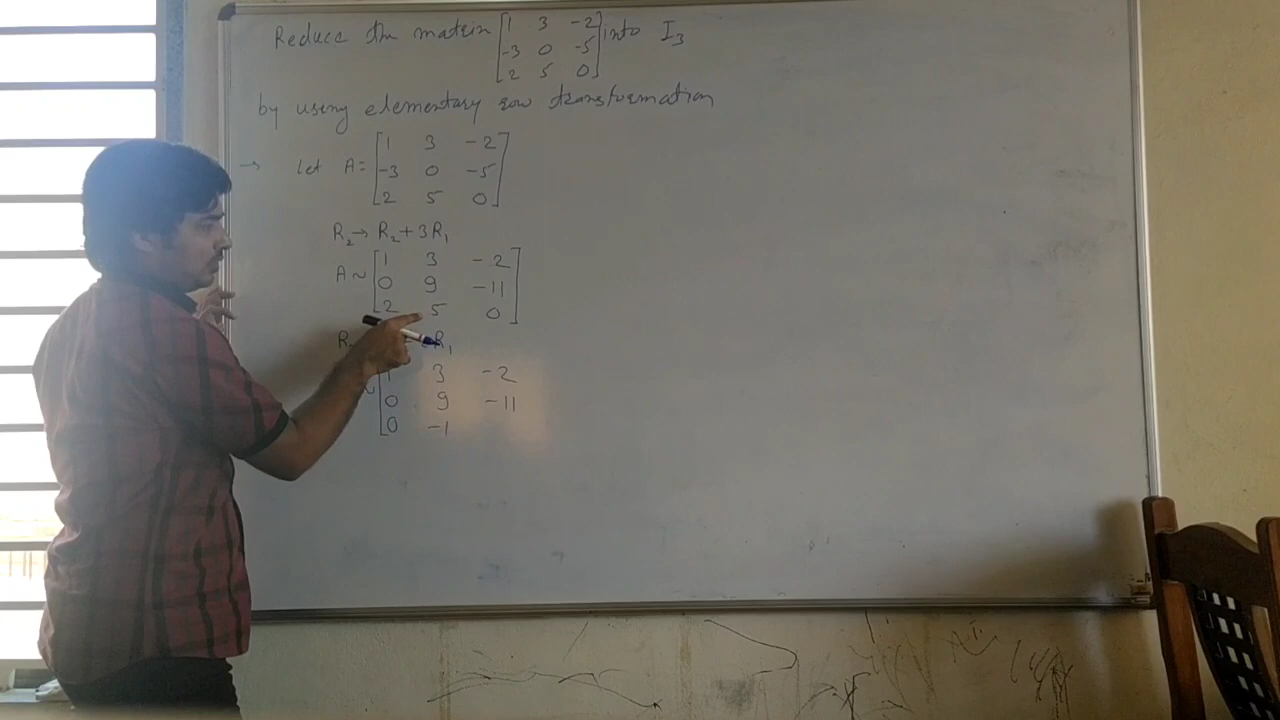 Reduce the matrix [1 3 -2] into I3
[-3 0 -5]
[2 5 0]
by using elementary row transformation
→ let A = [1 3 -2]
[-3 0 -5]
[2 5 0]
R2 → R2 + 3R1
A ~ [1 3 -2]
[0 9 -11]
[2 5 0]
R1
~ [1 3 -2]
[0 9 -11]
[0 -1